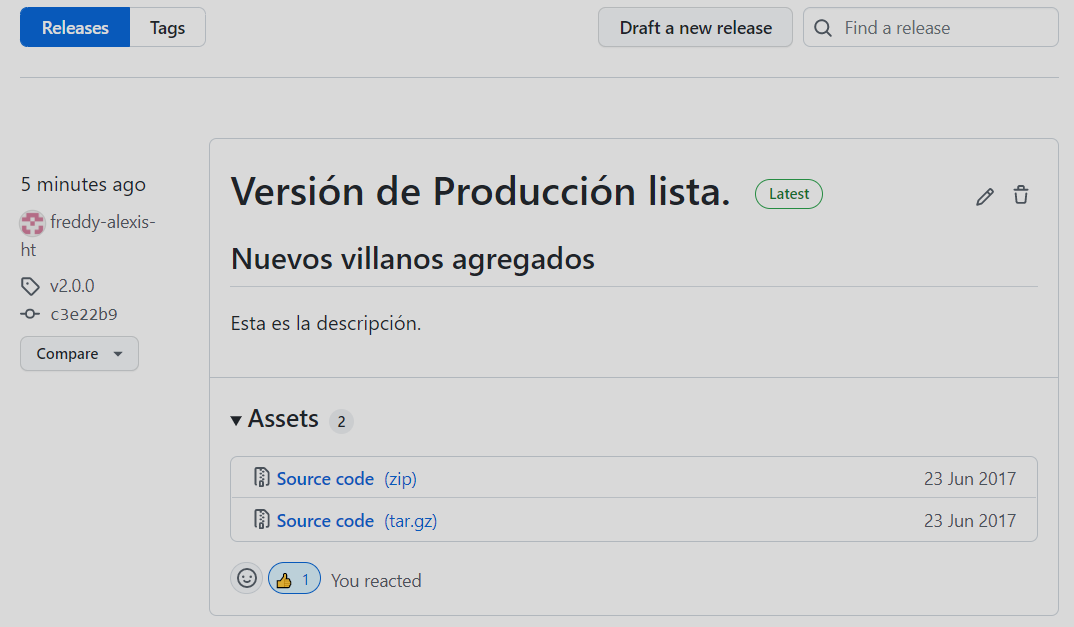 Releases Tags Draft a new release Find a release
5 minutes ago
freddy-alexis-
ht
v2.0.0
c3e22b9
Compare
Versión de Producción lista. Latest
Nuevos villanos agregados
Esta es la descripción.
Assets 2
Source code (zip) 23 Jun 2017
Source code (tar.gz) 23 Jun 2017
1 You reacted